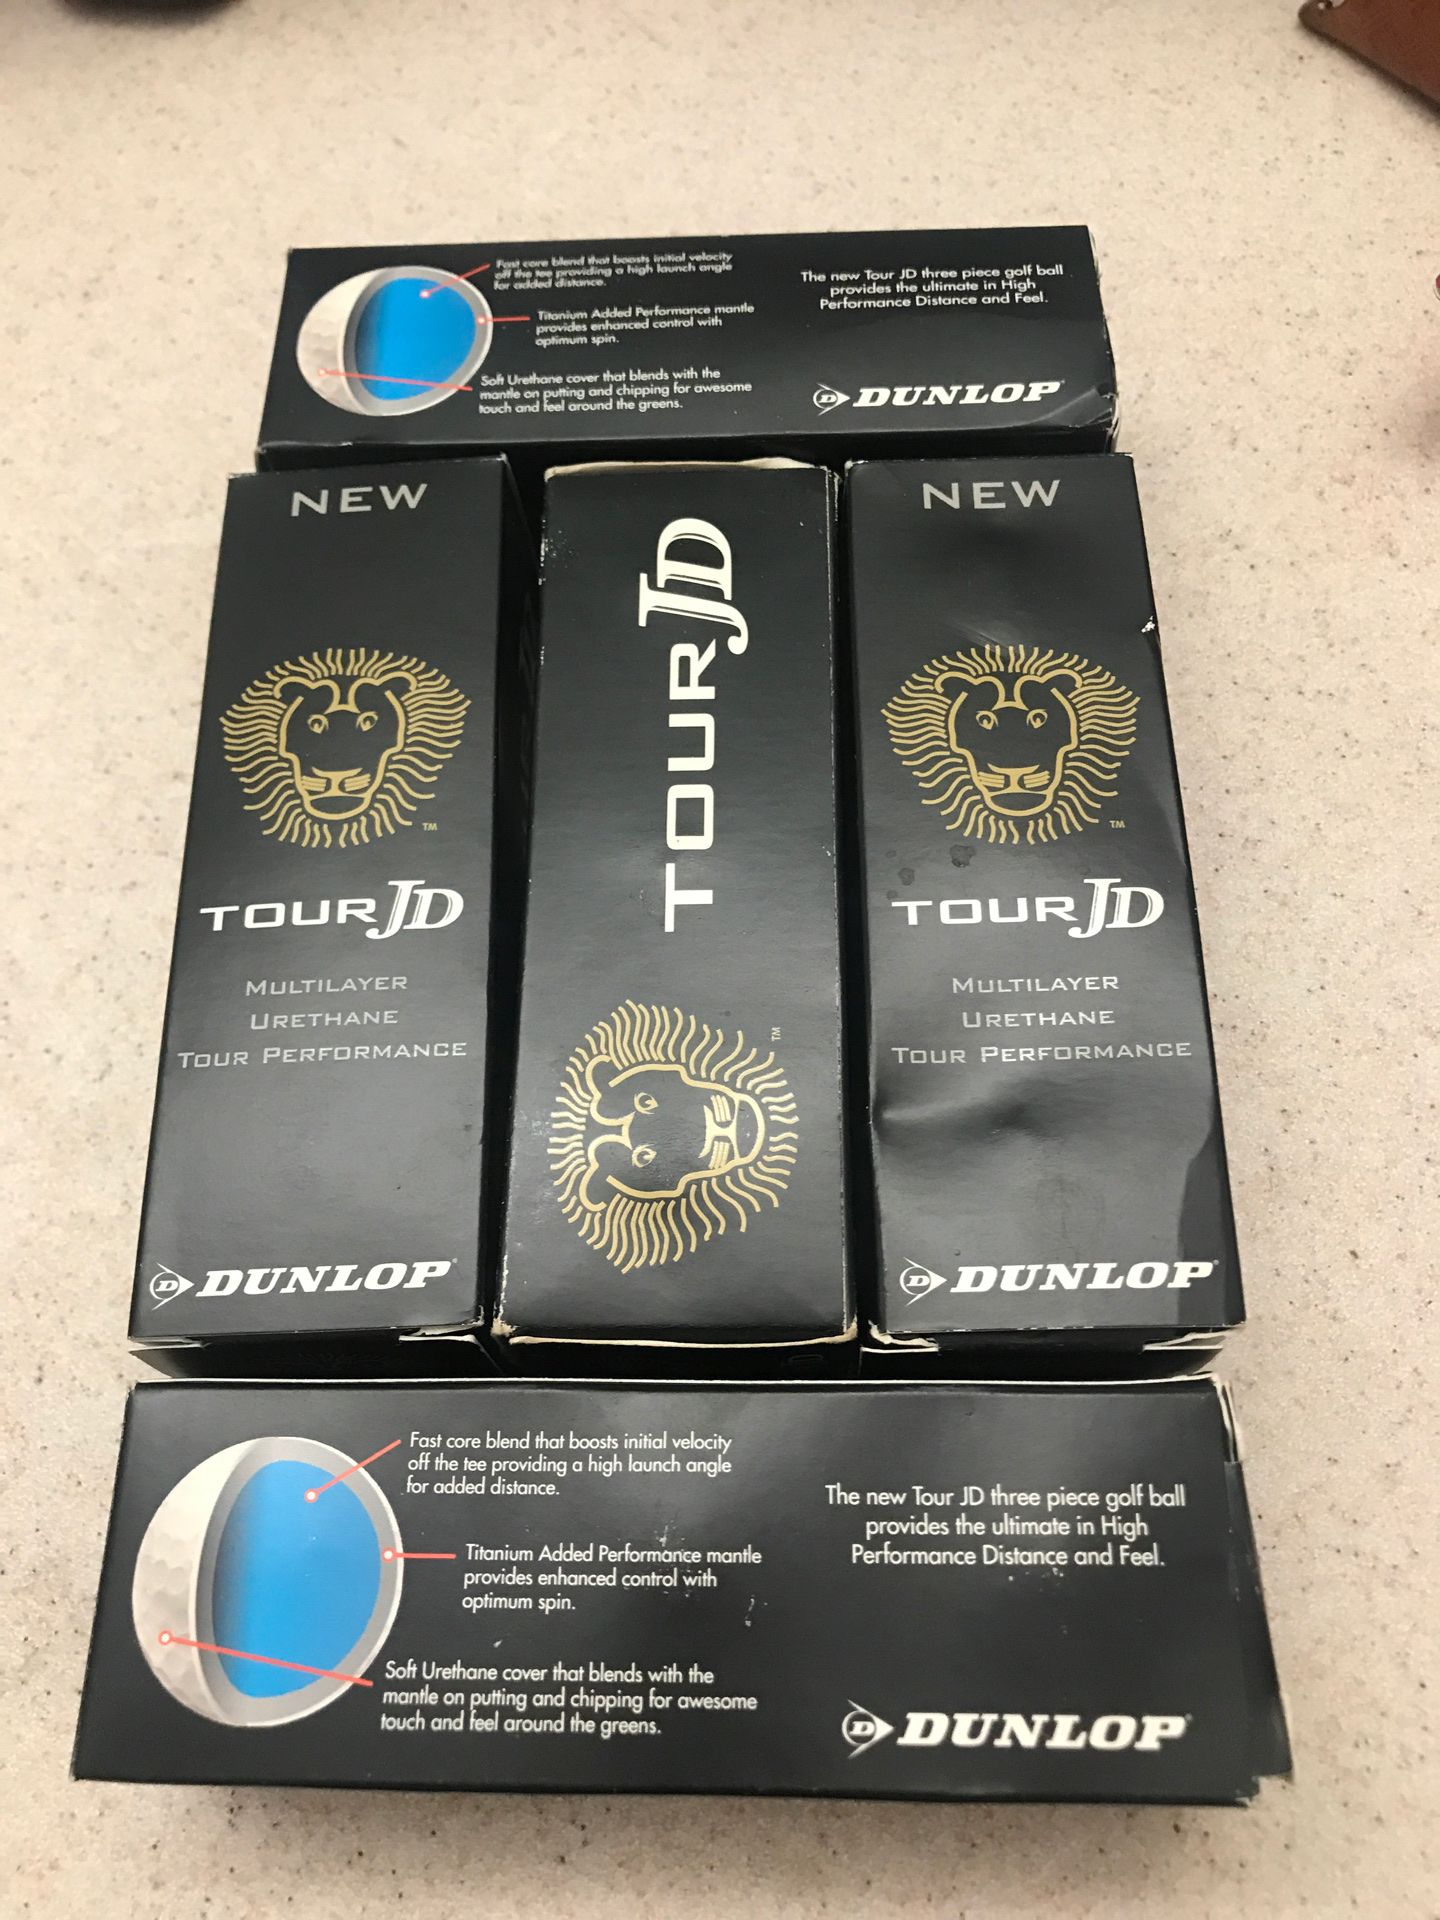 Fast core blend that boosts initial velocity
off the tee providing a high launch angle
for added distance.
Titanium Added Performance mantle
provides enhanced control with
optimum spin.
Soft Urethane cover that blends with the
mantle on putting and chipping for awesome
touch and feel around the greens.
The new Tour JD three piece golf ball
provides the ultimate in High
Performance Distance and Feel.
D DUNLOP
NEW
TM
TOUR JD
MULTILAYER
URETHANE
TOUR PERFORMANCE
D DUNLOP
TOUR JD
TM
NEW
TM
TOUR JD
MULTILAYER
URETHANE
TOUR PERFORMANCE
D DUNLOP
Fast core blend that boosts initial velocity
off the tee providing a high launch angle
for added distance.
Titanium Added Performance mantle
provides enhanced control with
optimum spin.
Soft Urethane cover that blends with the
mantle on putting and chipping for awesome
touch and feel around the greens.
The new Tour JD three piece golf ball
provides the ultimate in High
Performance Distance and Feel.
D DUNLOP